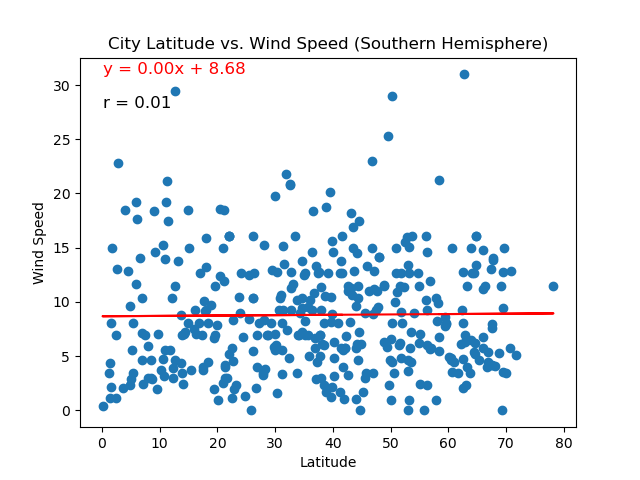 City Latitude vs. Wind Speed (Southern Hemisphere)
y = 0.00x + 8.68
r = 0.01
30
25
20
15
10
5
0
Wind Speed
0 10 20 30 40 50 60 70 80
Latitude